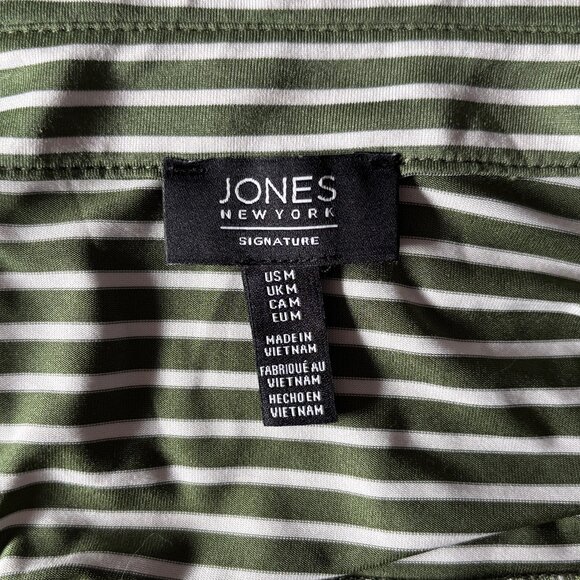 JONES
NEW YORK
SIGNATURE
US M
UK M
CA M
EU M
MADE IN
VIETNAM
FABRIQUÉ AU
VIETNAM
HECHO EN
VIETNAM